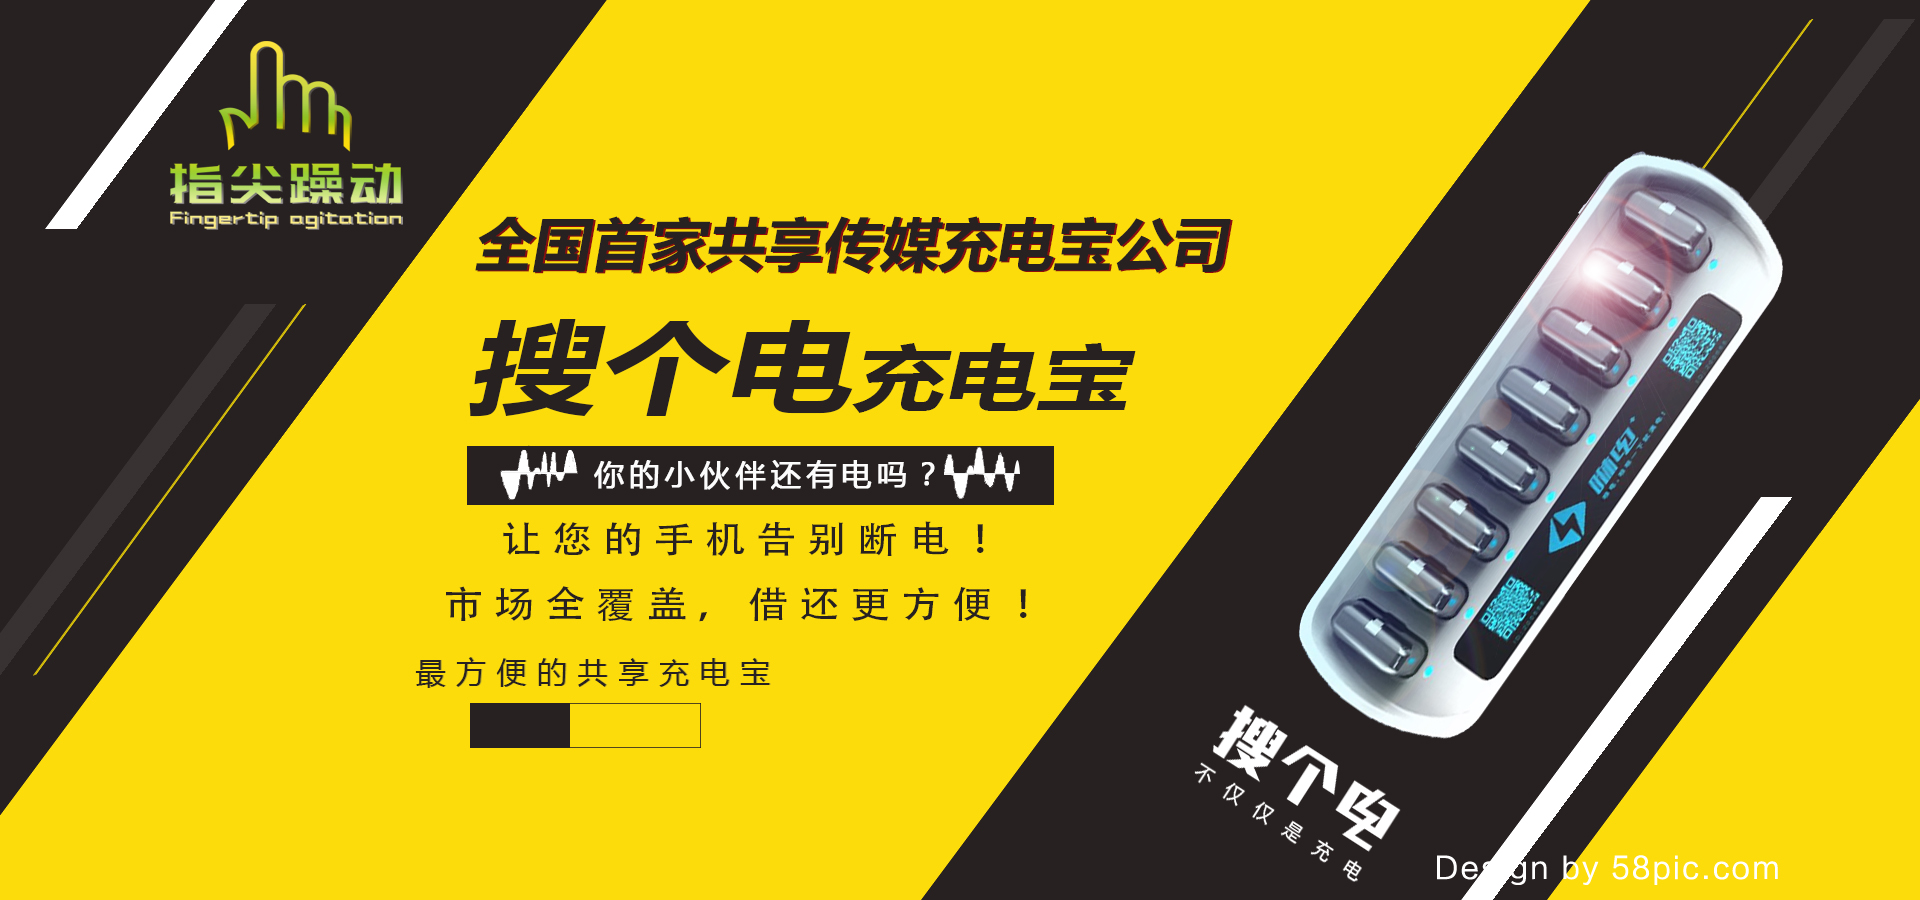 指尖躁动
Fingertip agitation
全国首家共享传媒充电宝公司
搜个电充电宝
你的小伙伴还有电吗？
让您的手机告别断电！
市场全覆盖，借还更方便！
最方便的共享充电宝
搜个电
不仅仅是充电
Design by 58pic.com